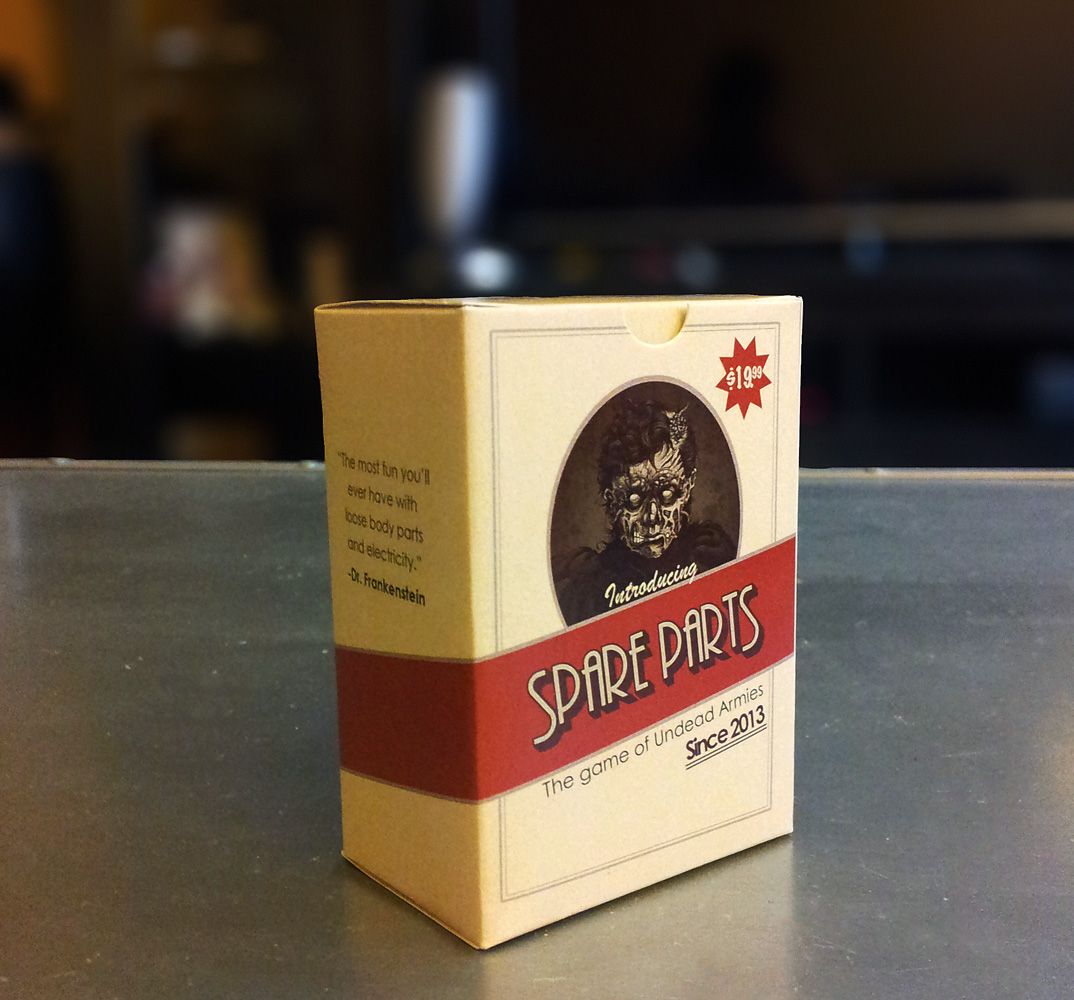 "The most fun you'll
ever have with
loose body parts
and electricity."
-Dr. Frankenstein
$19.99
Introducing
SPARE PARTS
The game of Undead Armies
Since 2013